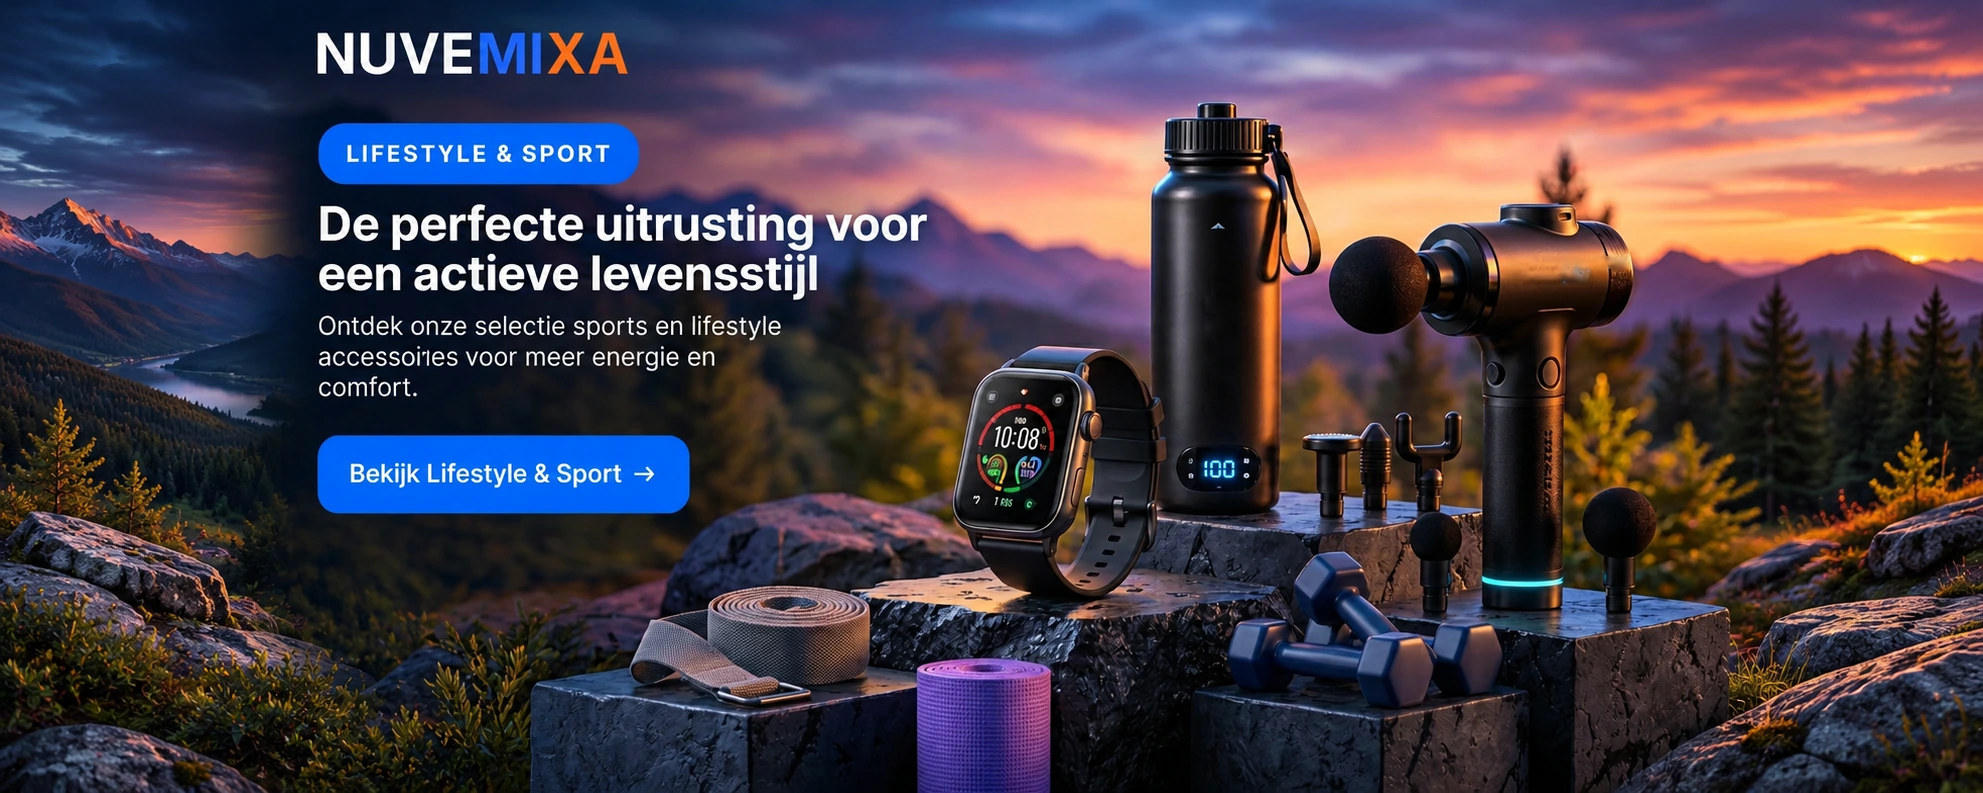 NUVEMIXA
LIFESTYLE & SPORT
De perfecte uitrusting voor
een actieve levensstijl
Ontdek onze selectie sports en lifestyle
accessoires voor meer energie en
comfort.
Bekijk Lifestyle & Sport →
10:08
100